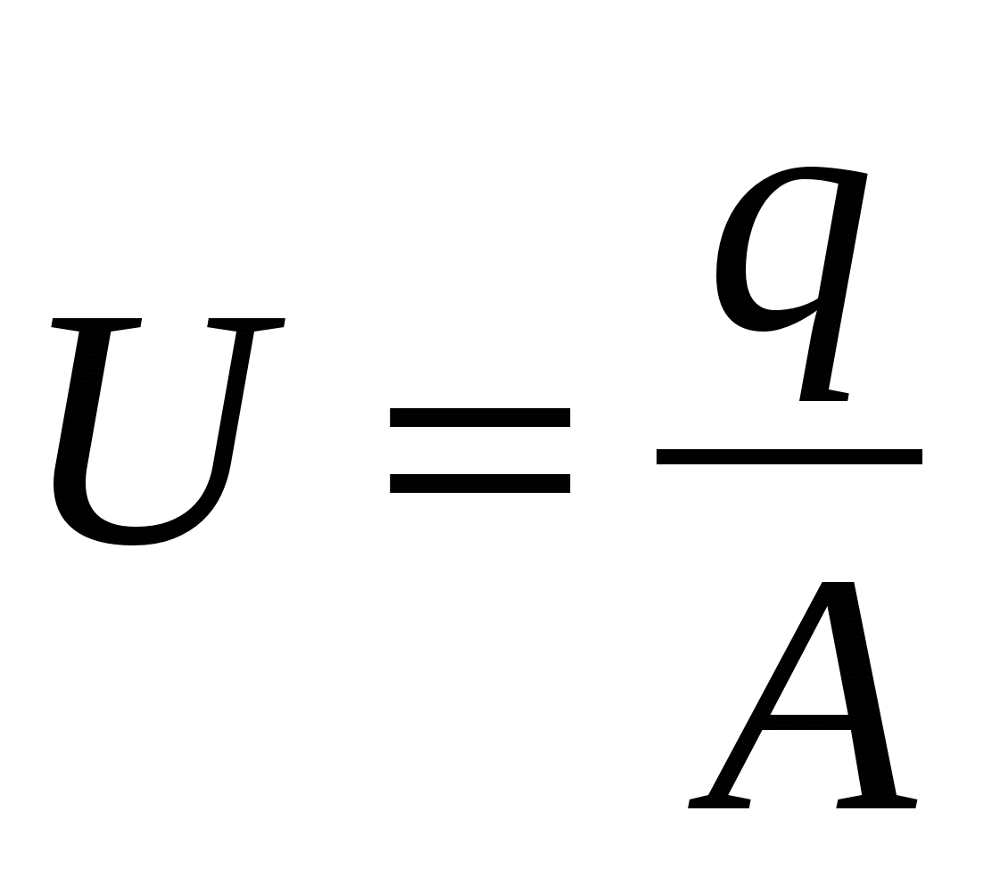 U = q/A